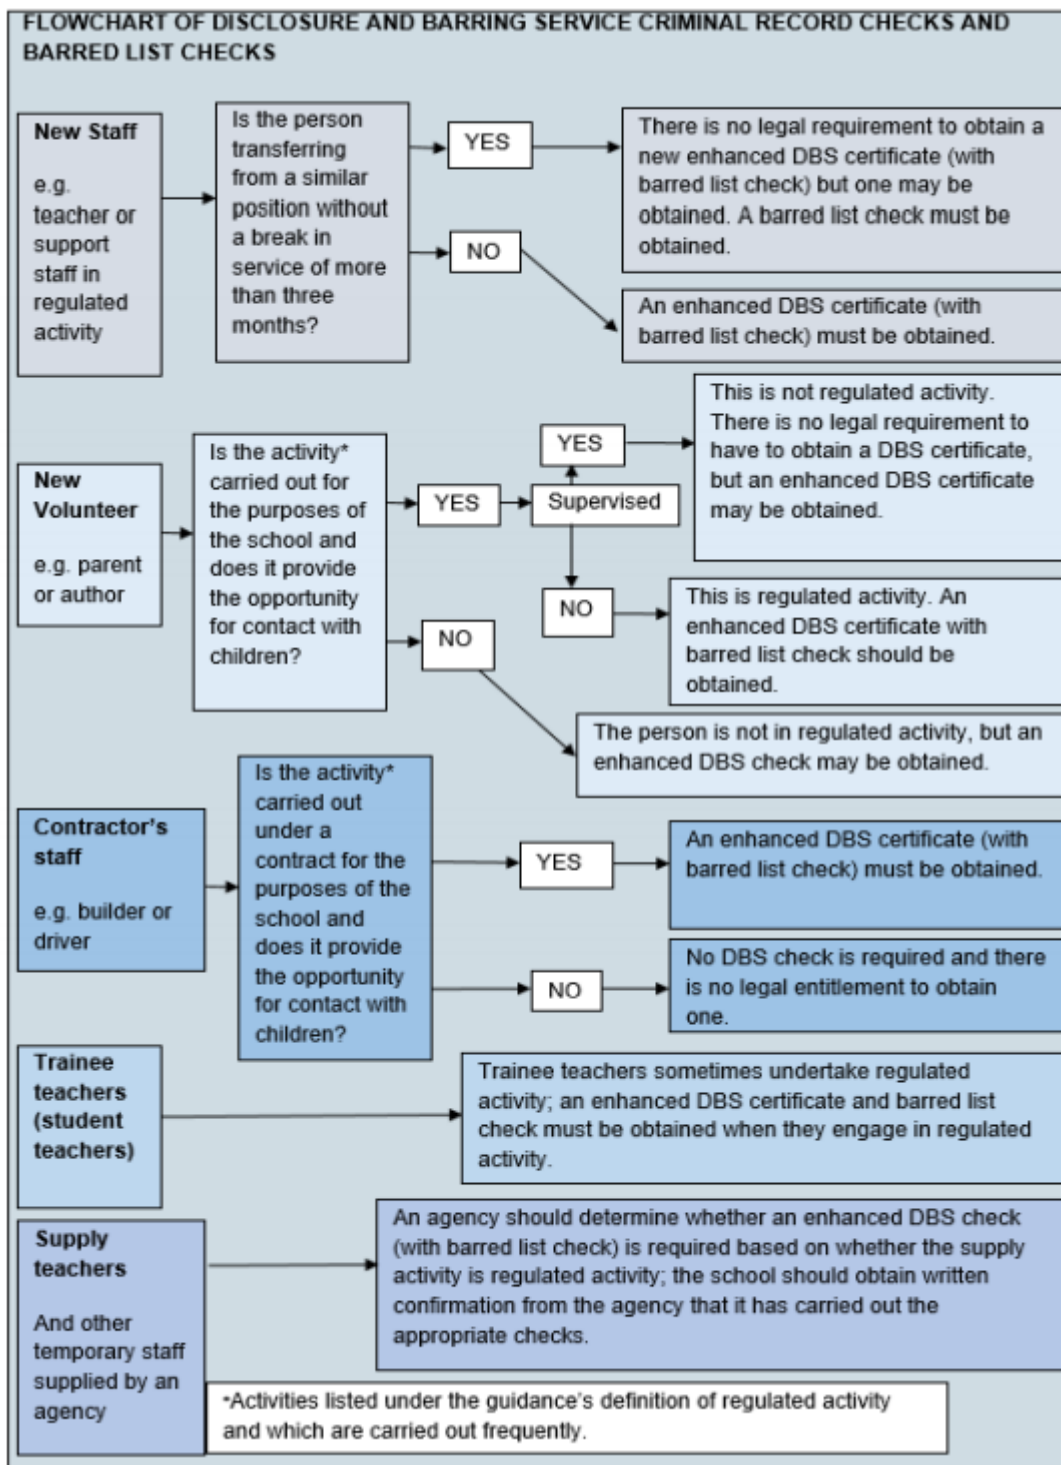 FLOWCHART OF DISCLOSURE AND BARRING SERVICE CRIMINAL RECORD CHECKS AND
BARRED LIST CHECKS
New Staff
e.g.
teacher or
support
staff in
regulated
activity
Is the person
transferring
from a similar
position without
a break in
service of more
than three
months?
YES
There is no legal requirement to obtain a
new enhanced DBS certificate (with
barred list check) but one may be
obtained. A barred list check must be
obtained.
NO
An enhanced DBS certificate (with
barred list check) must be obtained.
New
Volunteer
e.g. parent
or author
Is the activity*
carried out for
the purposes of
the school and
does it provide
the opportunity
for contact with
children?
YES
Supervised
YES
This is not regulated activity.
There is no legal requirement to
have to obtain a DBS certificate,
but an enhanced DBS certificate
may be obtained.
NO
This is regulated activity. An
enhanced DBS certificate with
barred list check should be
obtained.
NO
The person is not in regulated activity, but an
enhanced DBS check may be obtained.
Contractor's
staff
e.g. builder or
driver
Is the activity*
carried out
under a
contract for the
purposes of the
school and
does it provide
the opportunity
for contact with
children?
YES
An enhanced DBS certificate (with
barred list check) must be obtained.
NO
No DBS check is required and there
is no legal entitlement to obtain
one.
Trainee
teachers
(student
teachers)
Trainee teachers sometimes undertake regulated
activity; an enhanced DBS certificate and barred list
check must be obtained when they engage in regulated
activity.
Supply
teachers
And other
temporary staff
supplied by an
agency
An agency should determine whether an enhanced DBS check
(with barred list check) is required based on whether the supply
activity is regulated activity; the school should obtain written
confirmation from the agency that it has carried out the
appropriate checks.
*Activities listed under the guidance's definition of regulated activity
and which are carried out frequently.